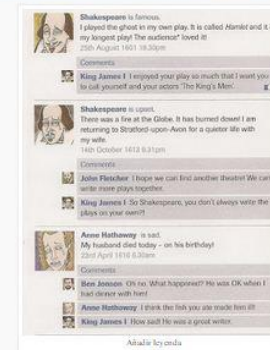 Shakespeare is famous.
I played the ghost in my own play. It is called Hamlet and it
my longest play! The audience* loved it!
25th August 1601 18.30pm
Comments
King James I I enjoyed your play so much that I want you
to call yourself and your actors 'The King's Men'.
Shakespeare is upset.
There was a fire at the Globe. It has burned down! I am
returning to Stratford-upon-Avon for a quieter life with
my wife.
14th October 1613 9.31pm
Comments
John Fletcher I hope we can find another theatre! We can
write more plays together.
King James I So Shakespeare, you don't always write the
plays on your own?!
Anne Hathaway is sad.
My husband died today – on his birthday!
23rd April 1616 8.30am
Comments
Ben Jonson Oh no. What happened? He was OK when I
had dinner with him!
Anne Hathaway I think the fish you ate made him ill!
King James I How sad! He was a great writer.
Añadir leyenda